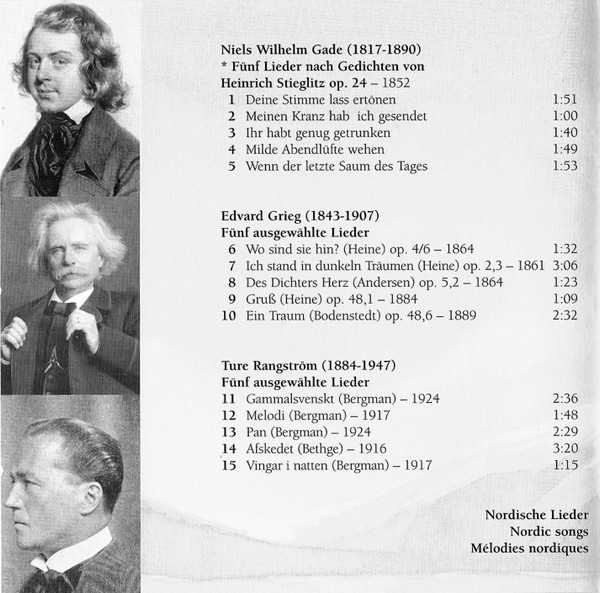 Niels Wilhelm Gade (1817-1890)
* Fünf Lieder nach Gedichten von
Heinrich Stieglitz op. 24 – 1852
1 Deine Stimme lass ertönen 1:51
2 Meinen Kranz hab ich gesendet 1:00
3 Ihr habt genug getrunken 1:40
4 Milde Abendlüfte wehen 1:49
5 Wenn der letzte Saum des Tages 1:53
Edvard Grieg (1843-1907)
Fünf ausgewählte Lieder
6 Wo sind sie hin? (Heine) op. 4/6 – 1864 1:32
7 Ich stand in dunkeln Träumen (Heine) op. 2,3 – 1861 3:06
8 Des Dichters Herz (Andersen) op. 5,2 – 1864 1:23
9 Gruß (Heine) op. 48,1 – 1884 1:09
10 Ein Traum (Bodenstedt) op. 48,6 – 1889 2:32
Ture Rangström (1884-1947)
Fünf ausgewählte Lieder
11 Gammalsvenskt (Bergman) – 1924 2:36
12 Melodi (Bergman) – 1917 1:48
13 Pan (Bergman) – 1924 2:29
14 Afskedet (Bethge) – 1916 3:20
15 Vingar i natten (Bergman) – 1917 1:15
Nordische Lieder
Nordic songs
Mélodies nordiques